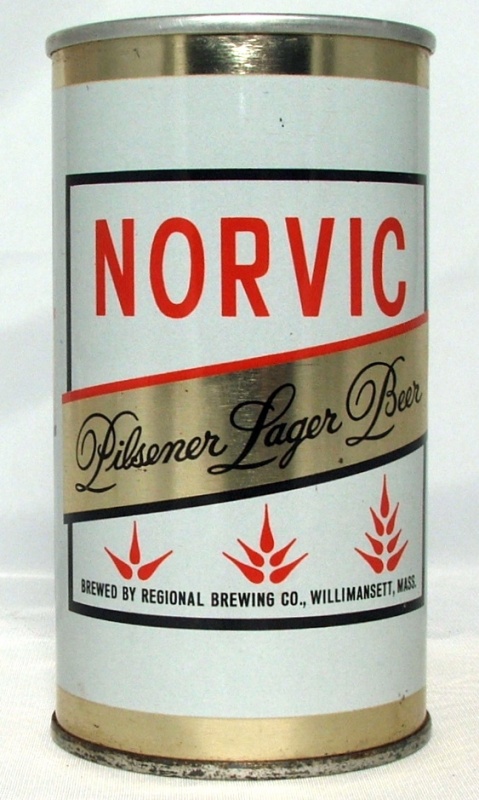 NORVIC
Pilsener Lager Beer
BREWED BY REGIONAL BREWING CO., WILLIMANSETT, MASS.